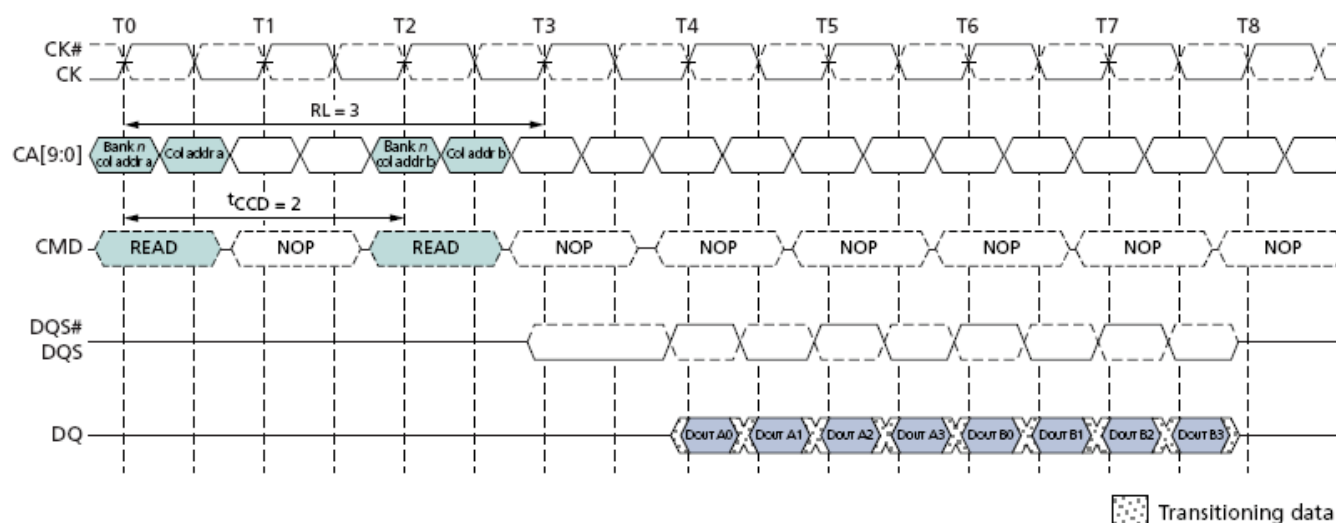 T0 T1 T2 T3 T4 T5 T6 T7 T8
CK#
CK
RL = 3
CA[9:0] Bank n col addr a Col addr a Bank n col addr b Col addr b
tCCD = 2
CMD READ NOP READ NOP NOP NOP NOP NOP NOP
DQS#
DQS
DQ DOUT A0 DOUT A1 DOUT A2 DOUT A3 DOUT B0 DOUT B1 DOUT B2 DOUT B3
Transitioning data